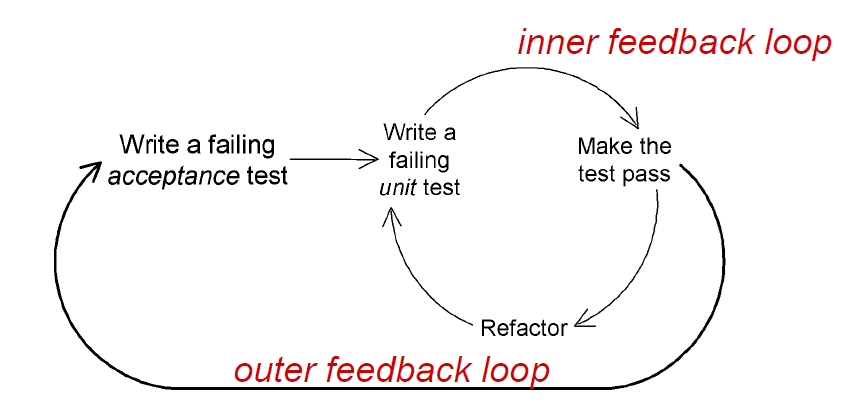 inner feedback loop
Write a failing
acceptance test
Write a
failing
unit test
Make the
test pass
Refactor
outer feedback loop